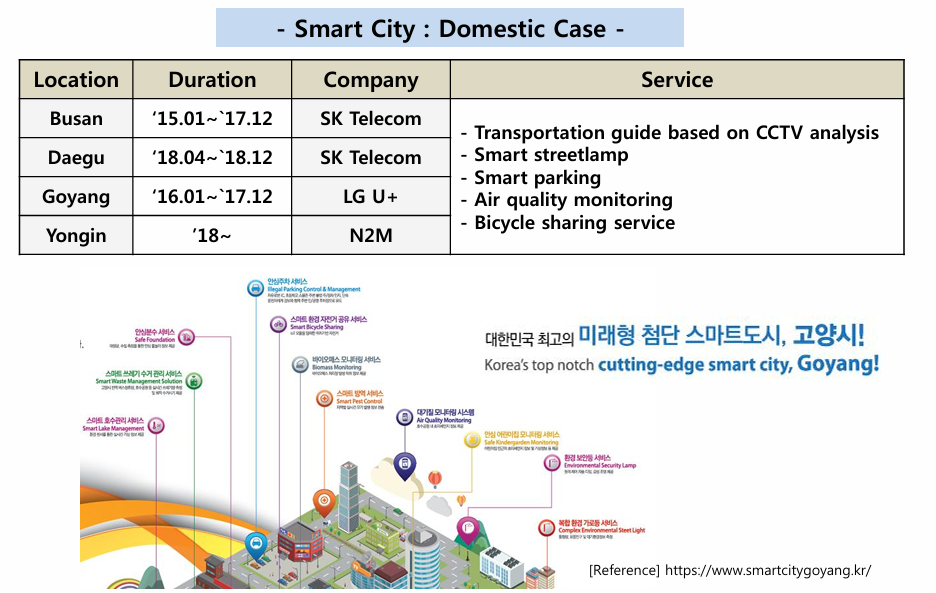 - Smart City : Domestic Case -
Location Duration Company Service
Busan ‘15.01~`17.12 SK Telecom
Daegu ‘18.04~‘18.12 SK Telecom
Goyang ‘16.01~`17.12 LG U+
Yongin ’18~ N2M
- Transportation guide based on CCTV analysis
- Smart streetlamp
- Smart parking
- Air quality monitoring
- Bicycle sharing service
안심주차 서비스
Illegal Parking Control & Management
스마트 환경 자전거 공유 서비스
Smart Bicycle Sharing
안심분수 서비스
Safe Foundation
바이오매스 모니터링 서비스
Biomass Monitoring
스마트 쓰레기 수거 관리 서비스
Smart Waste Management Solution
스마트 방역 서비스
Smart Pest Control
대기질 모니터링 시스템
Air Quality Monitoring
스마트 호수관리 서비스
Smart Lake Management
안심 어린이집 모니터링 서비스
Safe Kindergarden Monitoring
환경 보안등 서비스
Environmental Security Lamp
복합 환경 가로등 서비스
Complex Environmental Steet Light
대한민국 최고의 미래형 첨단 스마트도시, 고양시!
Korea's top notch cutting-edge smart city, Goyang!
[Reference] https://www.smartcitygoyang.kr/